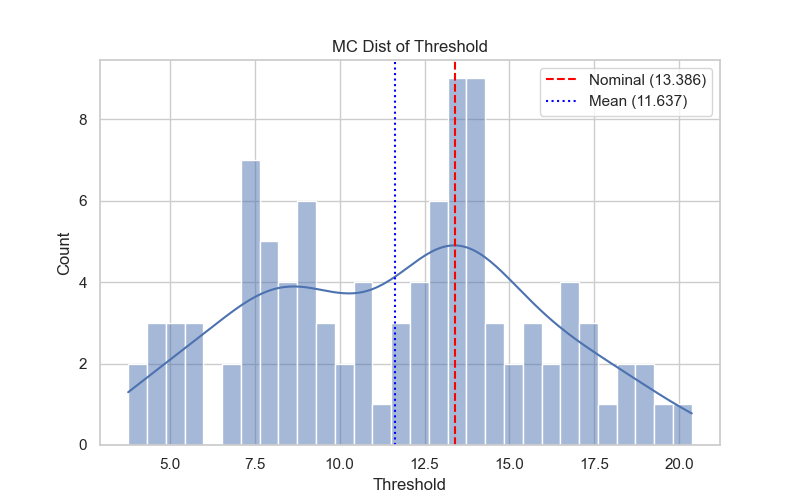 MC Dist of Threshold
Nominal (13.386)
Mean (11.637)
8
6
4
2
0
Count
5.0 7.5 10.0 12.5 15.0 17.5 20.0
Threshold